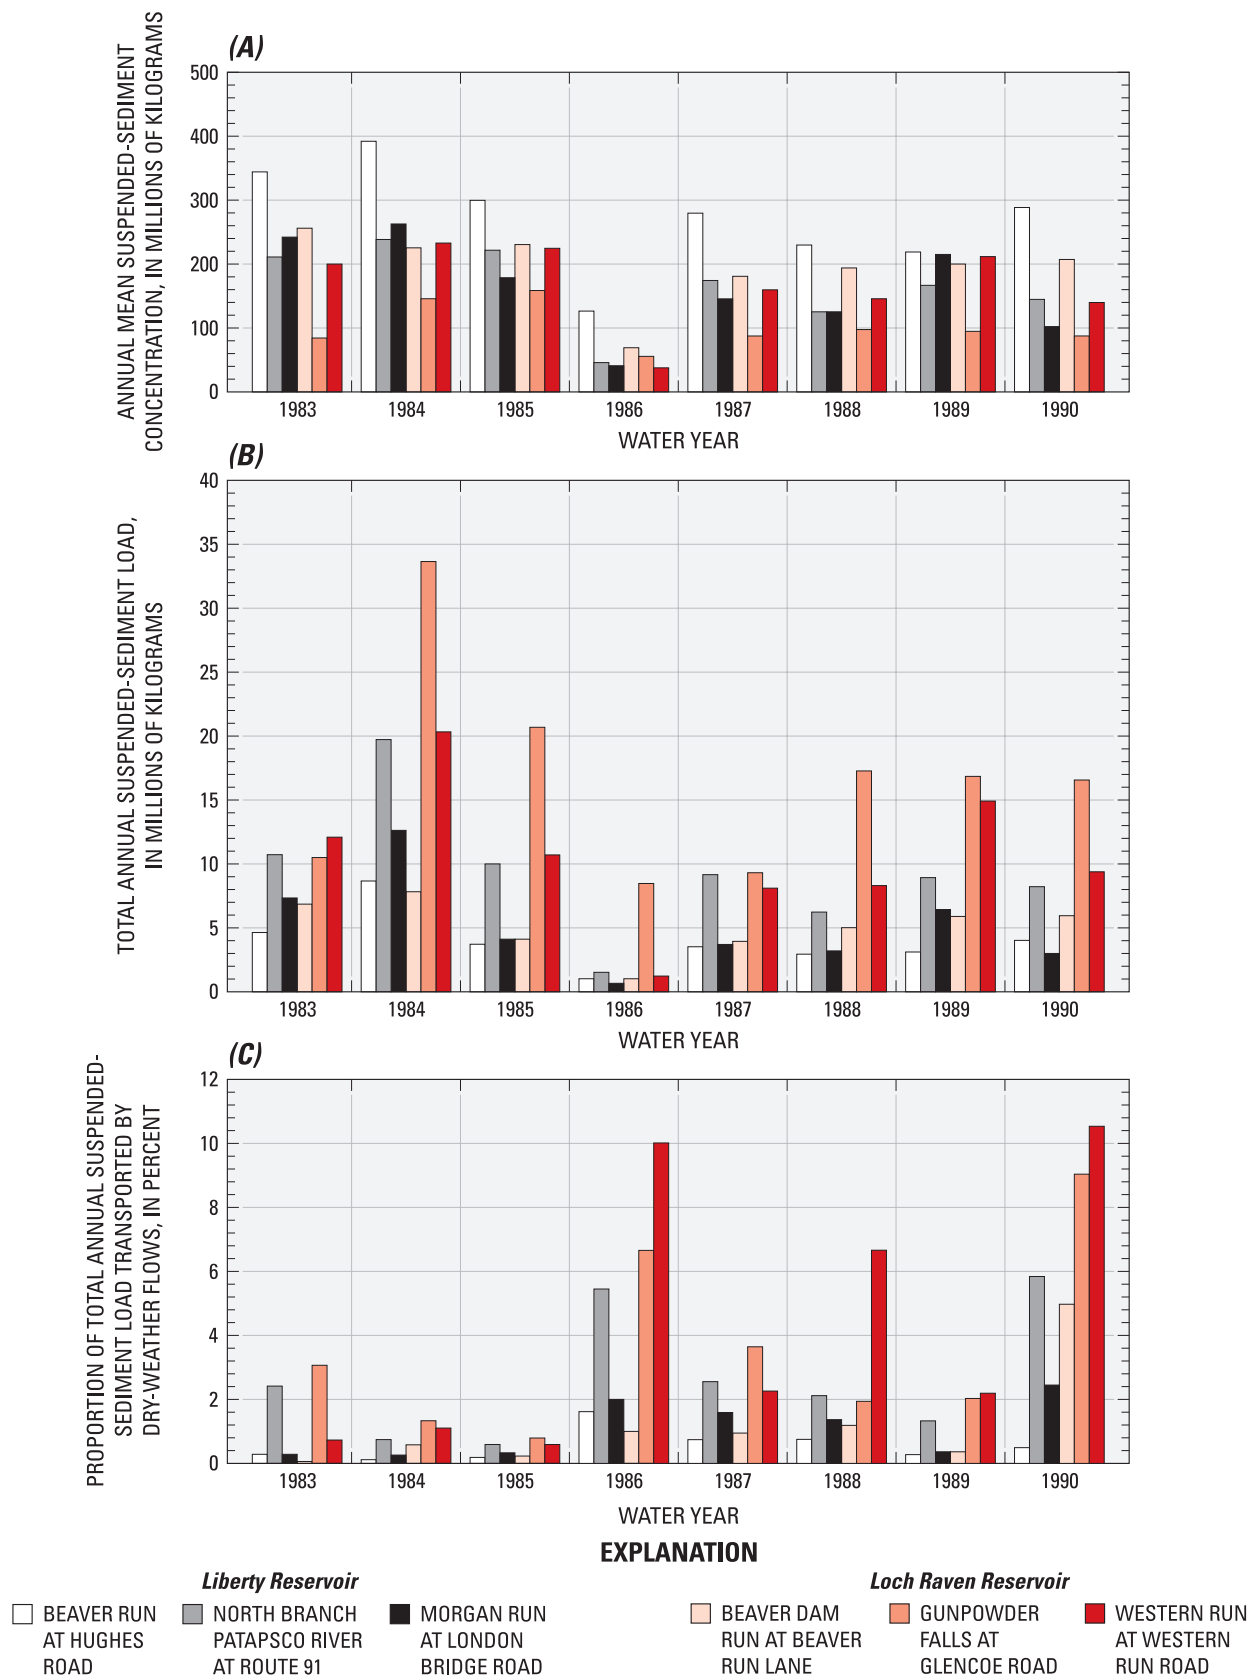 (A)
ANNUAL MEAN SUSPENDED-SEDIMENT
CONCENTRATION, IN MILLIONS OF KILOGRAMS
500
400
300
200
100
0
1983 1984 1985 1986 1987 1988 1989 1990
WATER YEAR
(B)
TOTAL ANNUAL SUSPENDED-SEDIMENT LOAD,
IN MILLIONS OF KILOGRAMS
40
35
30
25
20
15
10
5
0
1983 1984 1985 1986 1987 1988 1989 1990
WATER YEAR
(C)
PROPORTION OF TOTAL ANNUAL SUSPENDED-
SEDIMENT LOAD TRANSPORTED BY
DRY-WEATHER FLOWS, IN PERCENT
12
10
8
6
4
2
0
1983 1984 1985 1986 1987 1988 1989 1990
WATER YEAR
EXPLANATION
Liberty Reservoir
BEAVER RUN
AT HUGHES
ROAD
NORTH BRANCH
PATAPSCO RIVER
AT ROUTE 91
MORGAN RUN
AT LONDON
BRIDGE ROAD
Loch Raven Reservoir
BEAVER DAM
RUN AT BEAVER
RUN LANE
GUNPOWDER
FALLS AT
GLENCOE ROAD
WESTERN RUN
AT WESTERN
RUN ROAD